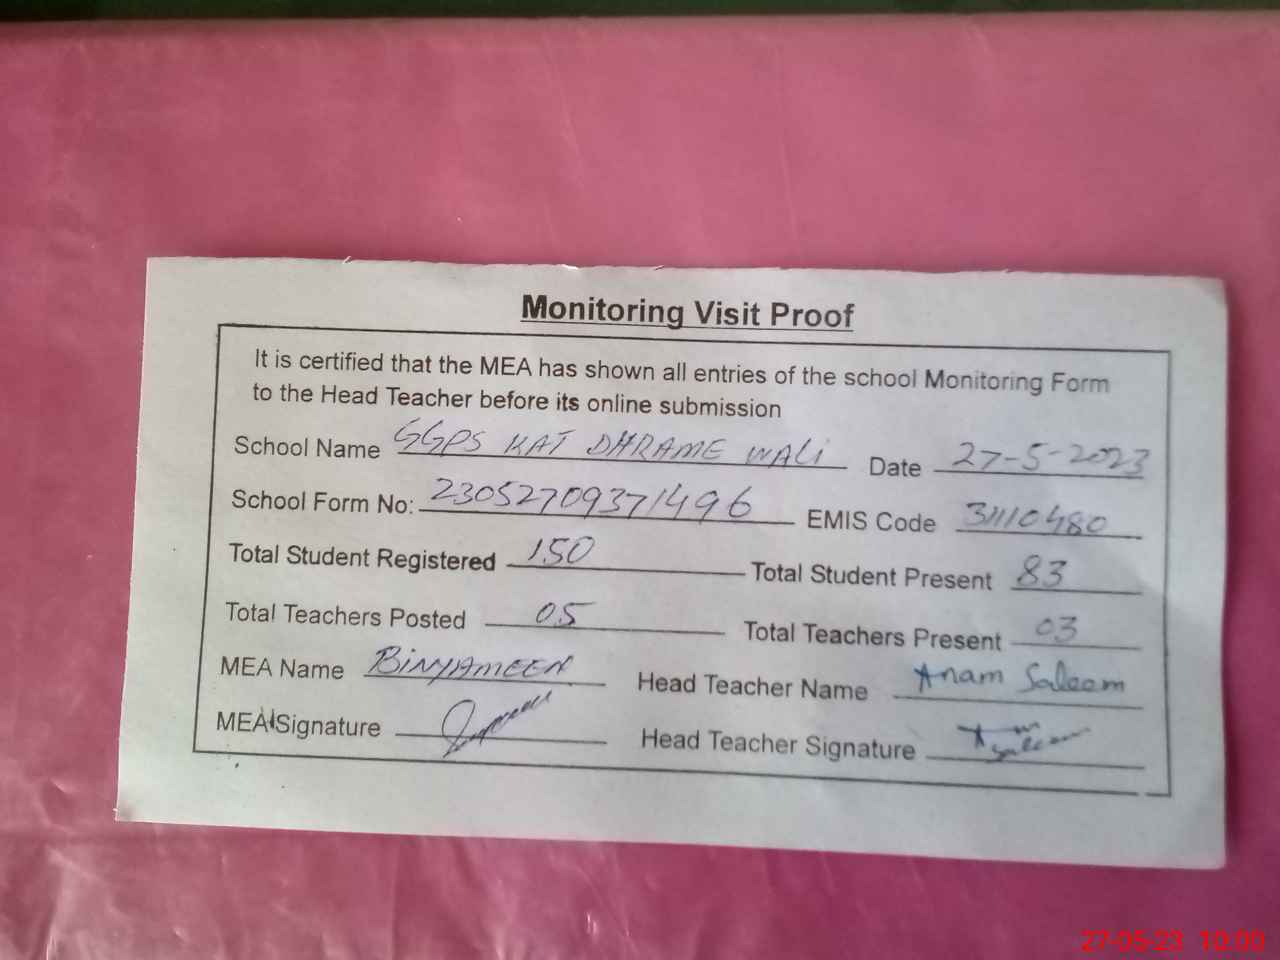 Monitoring Visit Proof
It is certified that the MEA has shown all entries of the school Monitoring Form
to the Head Teacher before its online submission
School Name GGPS KAT DHRAME WALI Date 27-5-2023
School Form No: 23052709371496 EMIS Code 31110480
Total Student Registered 150 Total Student Present 83
Total Teachers Posted 05 Total Teachers Present 03
MEA Name BINYAMEEN Head Teacher Name Anam Saleem
MEA Signature Head Teacher Signature Anam Saleem
27-05-23 10:00